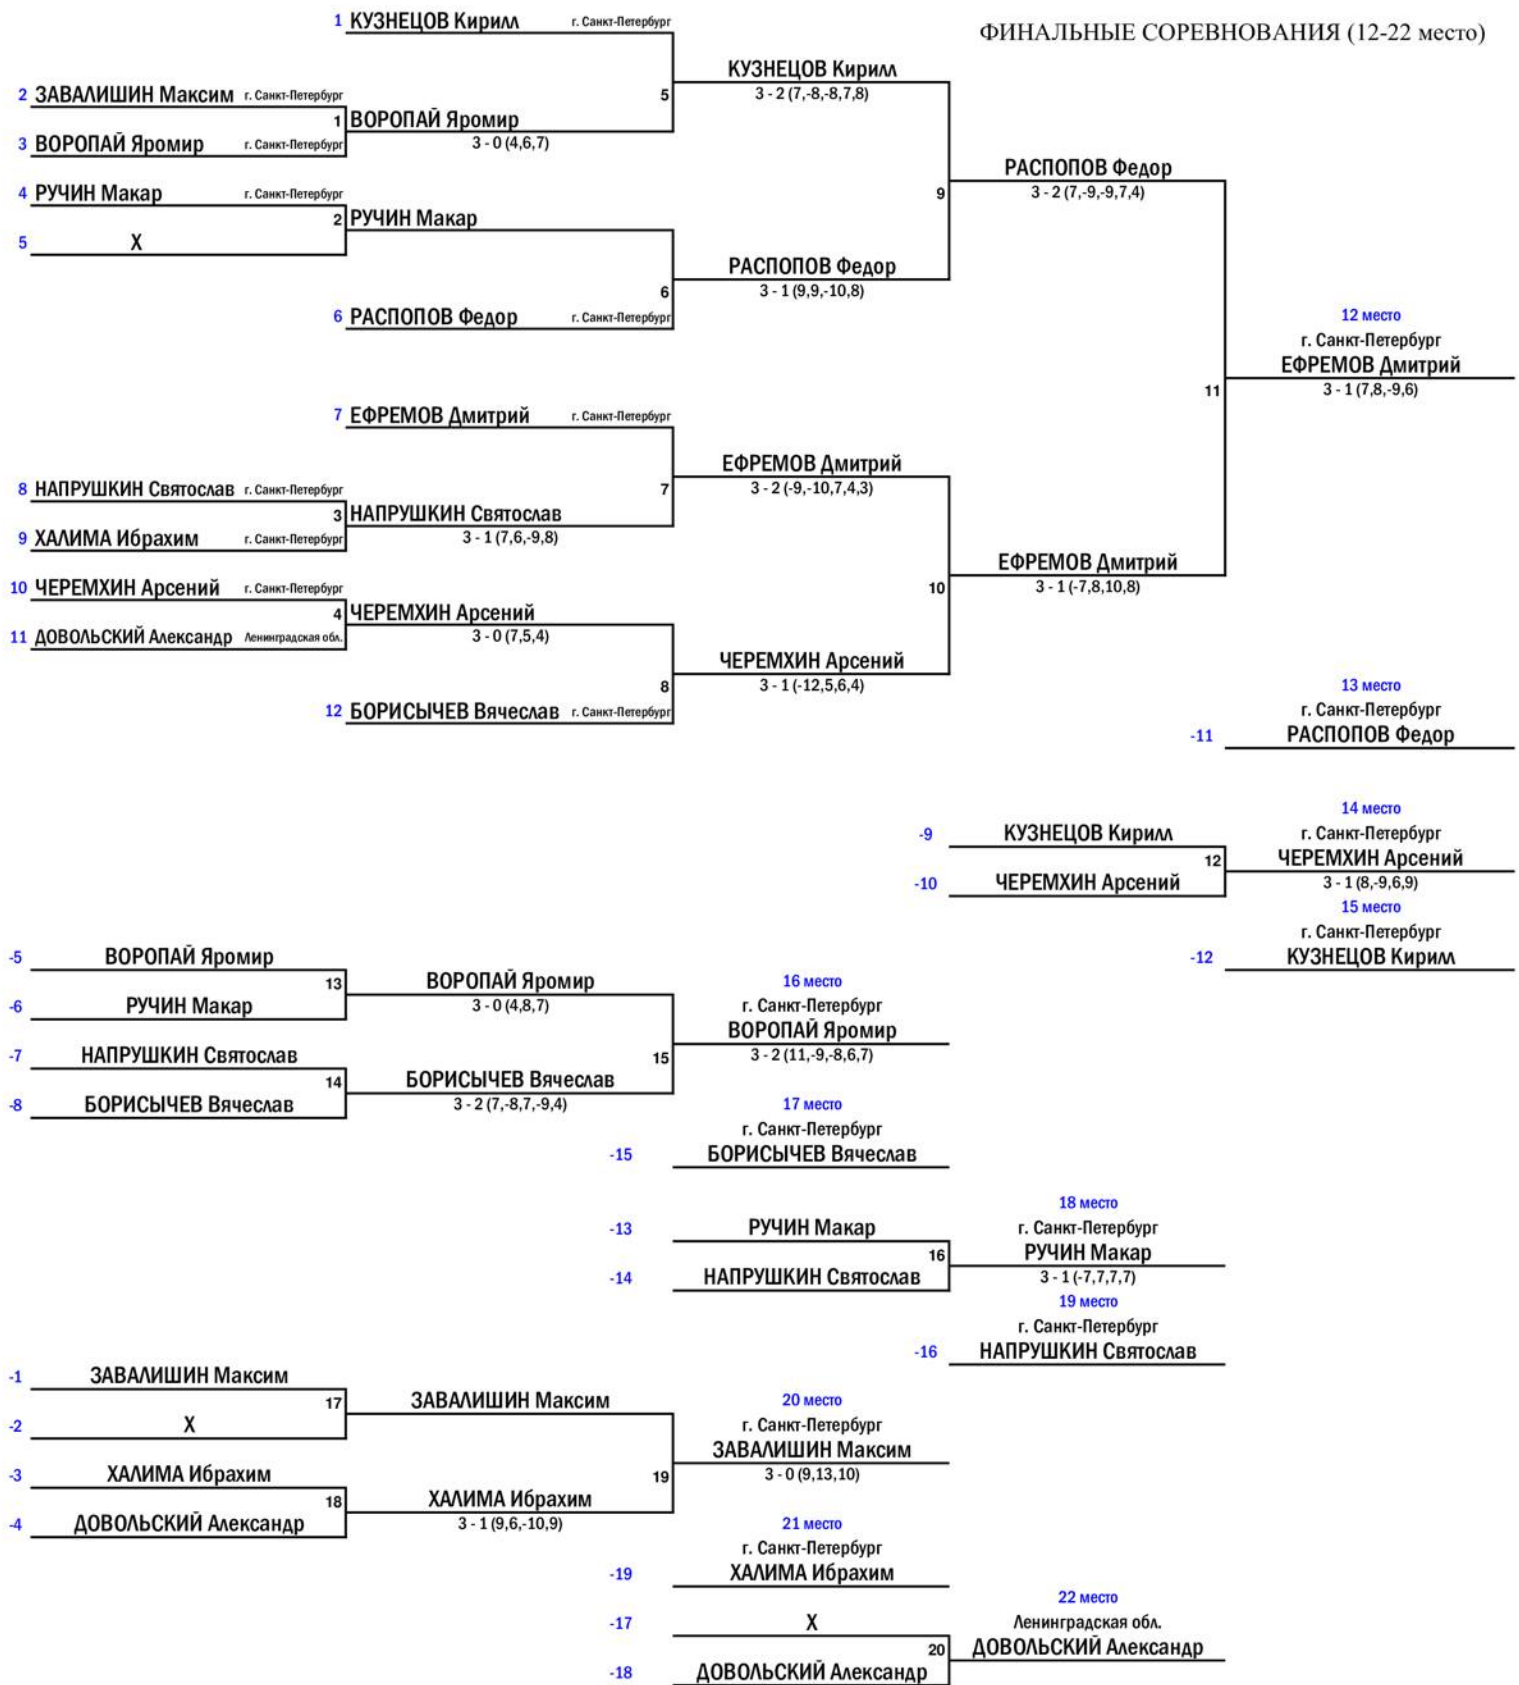 1 КУЗНЕЦОВ Кирилл г. Санкт-Петербург
ФИНАЛЬНЫЕ СОРЕВНОВАНИЯ (12-22 место)
КУЗНЕЦОВ Кирилл
5
3 - 2 (7,-8,-8,7,8)
2 ЗАВАЛИШИН Максим г. Санкт-Петербург
1 ВОРОПАЙ Яромир
3 - 0 (4,6,7)
3 ВОРОПАЙ Яромир г. Санкт-Петербург
РАСПОПОВ Федор
9
3 - 2 (7,-9,-9,7,4)
4 РУЧИН Макар г. Санкт-Петербург
2 РУЧИН Макар
5 X
РАСПОПОВ Федор
6
3 - 1 (9,9,-10,8)
6 РАСПОПОВ Федор г. Санкт-Петербург
12 место
г. Санкт-Петербург
ЕФРЕМОВ Дмитрий
11
3 - 1 (7,8,-9,6)
7 ЕФРЕМОВ Дмитрий г. Санкт-Петербург
ЕФРЕМОВ Дмитрий
7
3 - 2 (-9,-10,7,4,3)
8 НАПРУШКИН Святослав г. Санкт-Петербург
3 НАПРУШКИН Святослав
3 - 1 (7,6,-9,8)
9 ХАЛИМА Ибрахим г. Санкт-Петербург
ЕФРЕМОВ Дмитрий
10
3 - 1 (-7,8,10,8)
10 ЧЕРЕМХИН Арсений г. Санкт-Петербург
4 ЧЕРЕМХИН Арсений
3 - 0 (7,5,4)
11 ДОВОЛЬСКИЙ Александр Ленинградская обл.
ЧЕРЕМХИН Арсений
8
3 - 1 (-12,5,6,4)
12 БОРИСЫЧЕВ Вячеслав г. Санкт-Петербург
13 место
г. Санкт-Петербург
-11 РАСПОПОВ Федор
14 место
-9 КУЗНЕЦОВ Кирилл г. Санкт-Петербург
12 ЧЕРЕМХИН Арсений
-10 ЧЕРЕМХИН Арсений 3 - 1 (8,-9,6,9)
15 место
г. Санкт-Петербург
-12 КУЗНЕЦОВ Кирилл
-5 ВОРОПАЙ Яромир
13 ВОРОПАЙ Яромир
-6 РУЧИН Макар 3 - 0 (4,8,7)
16 место
г. Санкт-Петербург
ВОРОПАЙ Яромир
15
3 - 2 (11,-9,-8,6,7)
-7 НАПРУШКИН Святослав
14 БОРИСЫЧЕВ Вячеслав
-8 БОРИСЫЧЕВ Вячеслав 3 - 2 (7,-8,7,-9,4)
17 место
г. Санкт-Петербург
-15 БОРИСЫЧЕВ Вячеслав
18 место
-13 РУЧИН Макар г. Санкт-Петербург
16 РУЧИН Макар
-14 НАПРУШКИН Святослав 3 - 1 (-7,7,7,7)
19 место
г. Санкт-Петербург
-16 НАПРУШКИН Святослав
-1 ЗАВАЛИШИН Максим
17 ЗАВАЛИШИН Максим
-2 X
20 место
г. Санкт-Петербург
ЗАВАЛИШИН Максим
19
3 - 0 (9,13,10)
-3 ХАЛИМА Ибрахим
18 ХАЛИМА Ибрахим
-4 ДОВОЛЬСКИЙ Александр 3 - 1 (9,6,-10,9)
21 место
г. Санкт-Петербург
-19 ХАЛИМА Ибрахим
22 место
-17 X Ленинградская обл.
20 ДОВОЛЬСКИЙ Александр
-18 ДОВОЛЬСКИЙ Александр